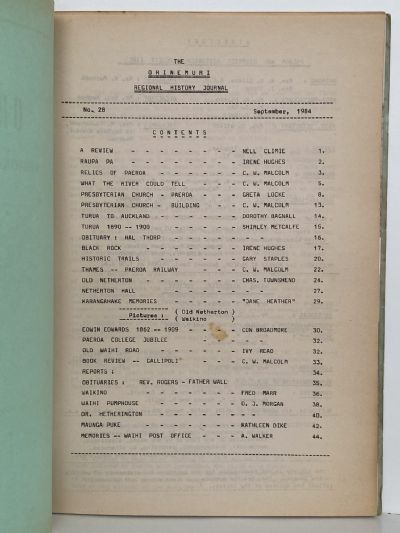 THE
OHINEMURI
REGIONAL HISTORY JOURNAL
No. 28 September, 1984
CONTENTS
A REVIEW - - - - - - - - NELL CLIMIE 1.
RAUPA PA - - - - - - - - IRENE HUGHES 2.
RELICS OF PAEROA - - - - - - C. W. MALCOLM 3.
WHAT THE RIVER COULD TELL - - - - C. W. MALCOLM 5.
PRESBYTERIAN CHURCH - PAEROA - - - GRETA LOCKE 8.
PRESBYTERIAN CHURCH - BUILDING - - C. W. MALCOLM 13.
TURUA TO AUCKLAND - - - - - DOROTHY BAGNALL 14.
TURUA 1890 -- 1900 - - - - - SHIRLEY METCALFE 15.
OBITUARY: HAL THORP - - - - - 16.
BLACK ROCK - - - - - - - IRENE HUGHES 17.
HISTORIC TRAILS - - - - - - GARY STAPLES 20.
THAMES -- PAEROA RAILWAY - - - - C. W. MALCOLM 22.
OLD NETHERTON - - - - - - CHAS. TOWNSHEND 24.
NETHERTON HALL - - - - - - 27.
KARANGAHAKE MEMORIES - - - - "JANE HEATHER" 29.
Pictures: ( Old Netherton
( Waikino
EDWIN EDWARDS 1862 -- 1909 - - - - CON BROADMORE 30.
PAEROA COLLEGE JUBILEE - - - - 32.
OLD WAIHI ROAD - - - - - - IVY READ 32.
BOOK REVIEW -- GALLIPOLI - - - C. W. MALCOLM 33.
REPORTS: 34.
OBITUARIES: REV. ROGERS - FATHER WALL 35.
WAIKINO - - - - - - - - FRED MARR 36.
WAIHI PUMPHOUSE - - - - - - D. J. MORGAN 38.
DR. HETHERINGTON - - - - - - 40.
MAUNGA PUKE - - - - - - - KATHLEEN DIKE 42.
MEMORIES -- WAIHI POST OFFICE - - A. WALKER 44.